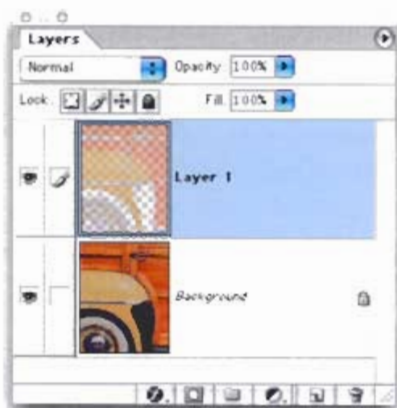 Layers
Normal Opacity: 100%
Lock: Fill: 100%
Layer 1
Background